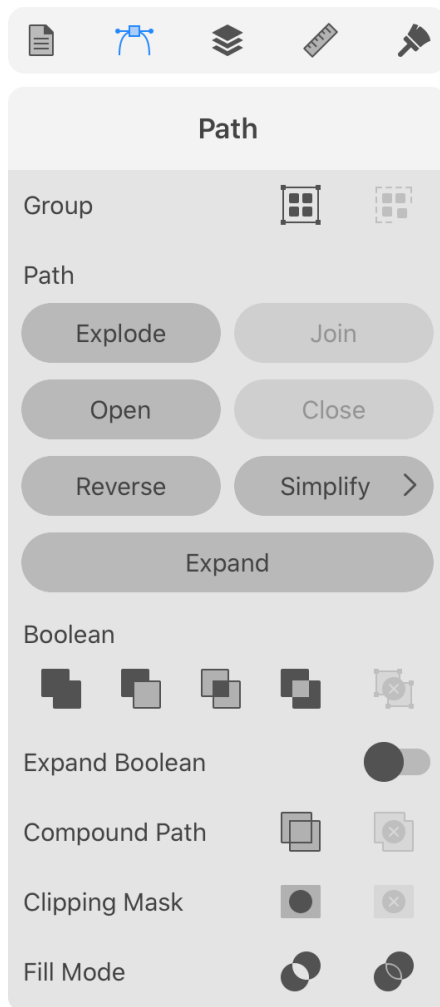 Path
Group
Path
Explode Join
Open Close
Reverse Simplify
Expand
Boolean
Expand Boolean
Compound Path
Clipping Mask
Fill Mode